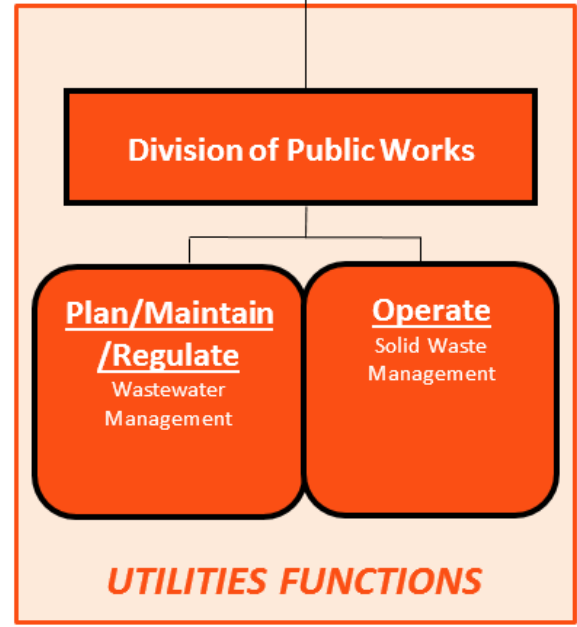 Division of Public Works
Plan/Maintain
/Regulate
Wastewater
Management
Operate
Solid Waste
Management
UTILITIES FUNCTIONS